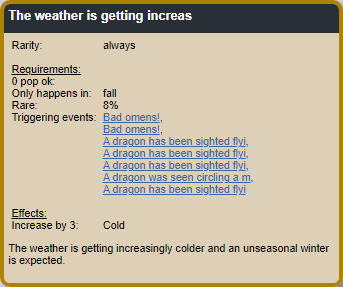 The weather is getting increas
Rarity: always
Requirements:
0 pop ok:
Only happens in: fall
Rare: 8%
Triggering events: Bad omens!,
Bad omens!,
A dragon has been sighted flyi,
A dragon has been sighted flyi,
A dragon has been sighted flyi,
A dragon was seen circling a m,
A dragon has been sighted flyi
Effects:
Increase by 3: Cold
The weather is getting increasingly colder and an unseasonal winter
is expected.